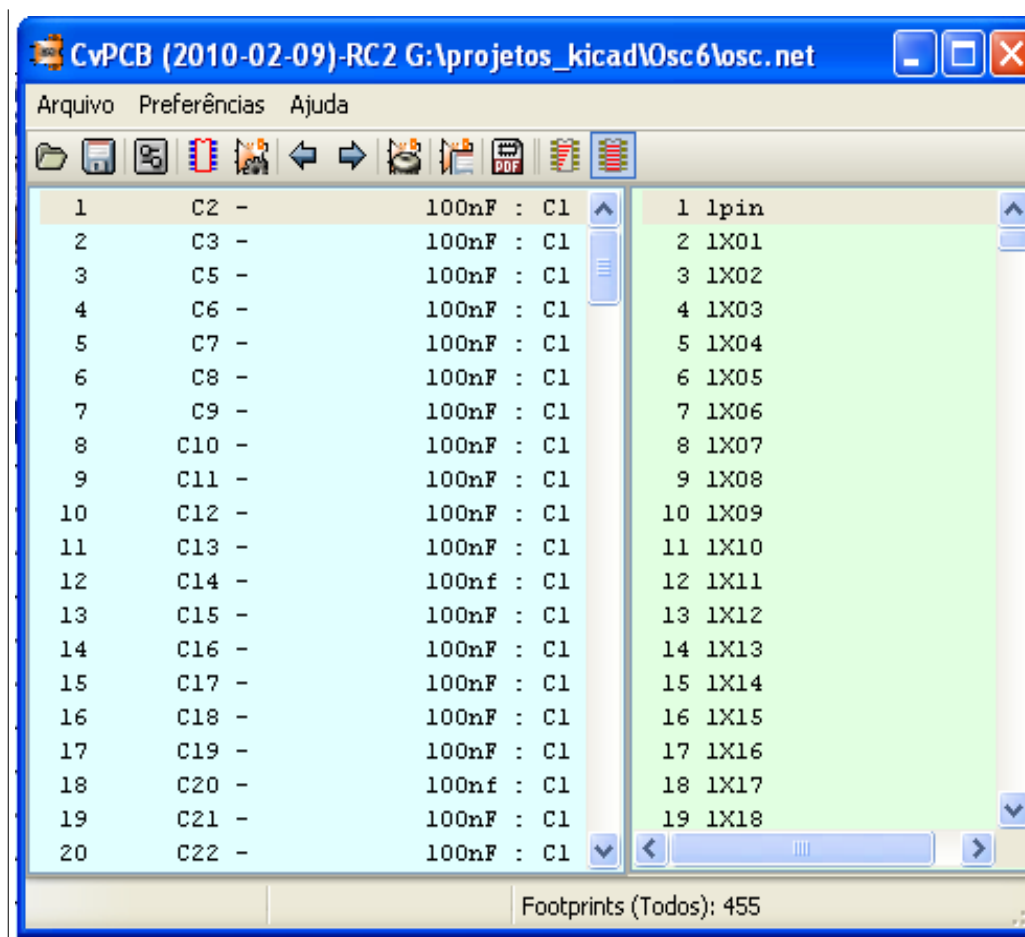 CvPCB (2010-02-09)-RC2 G:\projetos_kicad\Osc6\osc.net
Arquivo Preferências Ajuda
PDF
1 C2 - 100nF : C1
2 C3 - 100nF : C1
3 C5 - 100nF : C1
4 C6 - 100nF : C1
5 C7 - 100nF : C1
6 C8 - 100nF : C1
7 C9 - 100nF : C1
8 C10 - 100nF : C1
9 C11 - 100nF : C1
10 C12 - 100nF : C1
11 C13 - 100nF : C1
12 C14 - 100nf : C1
13 C15 - 100nF : C1
14 C16 - 100nF : C1
15 C17 - 100nF : C1
16 C18 - 100nF : C1
17 C19 - 100nF : C1
18 C20 - 100nf : C1
19 C21 - 100nF : C1
20 C22 - 100nF : C1
1 1pin
2 1X01
3 1X02
4 1X03
5 1X04
6 1X05
7 1X06
8 1X07
9 1X08
10 1X09
11 1X10
12 1X11
13 1X12
14 1X13
15 1X14
16 1X15
17 1X16
18 1X17
19 1X18
Footprints (Todos): 455